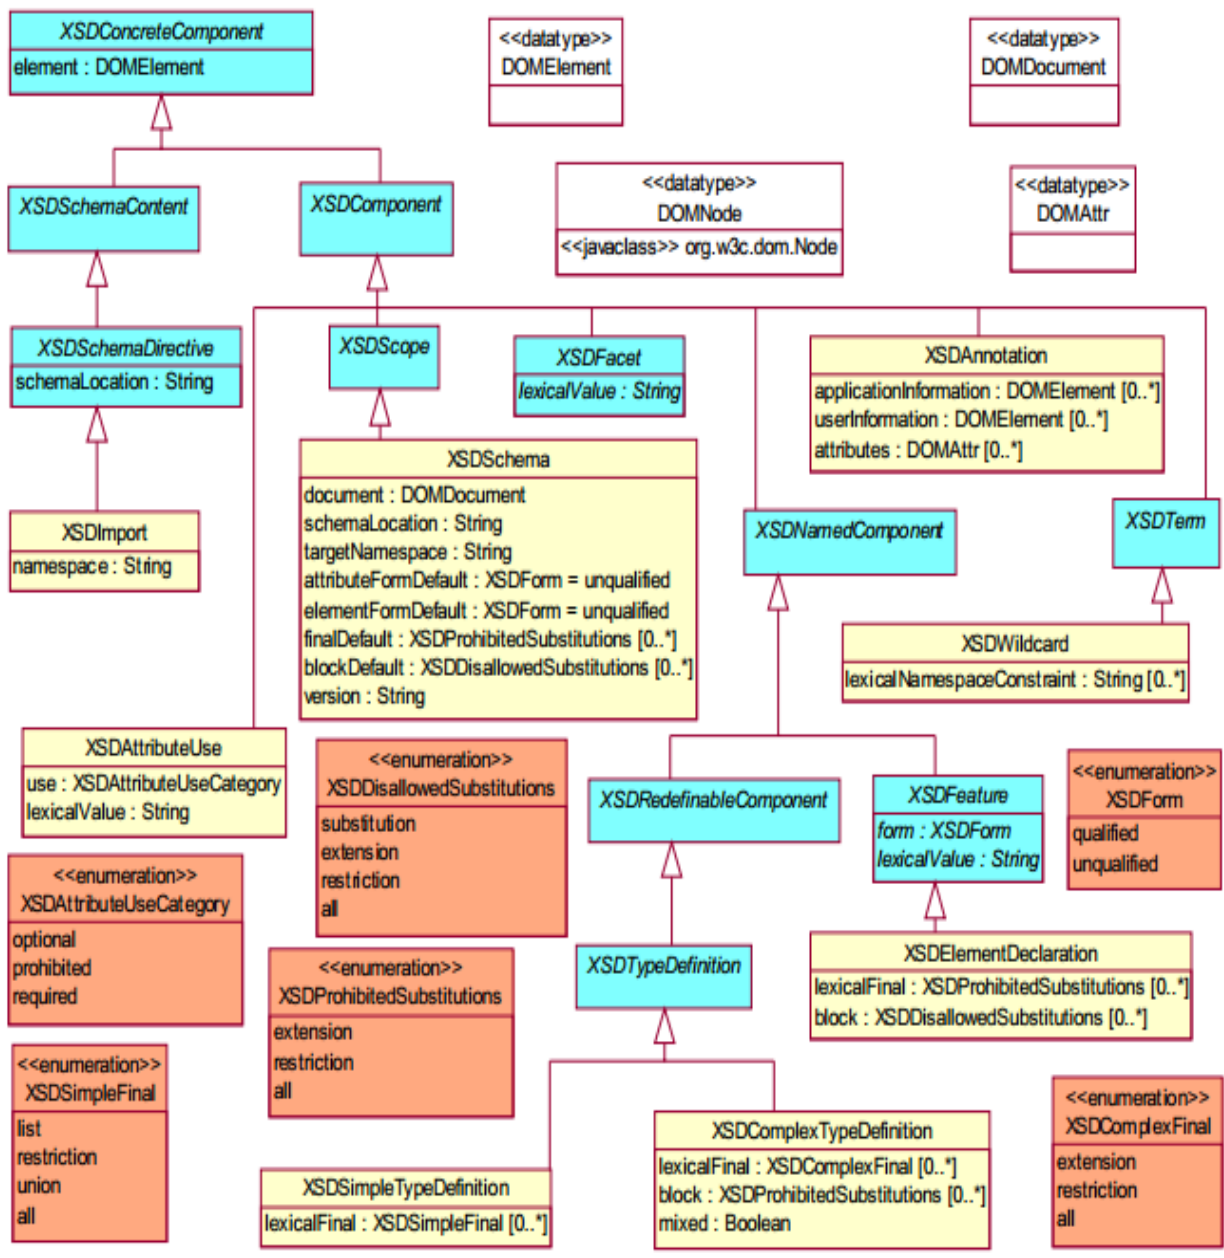 XSDConcreteComponent
element : DOMElement
<<datatype>>
DOMElement
<<datatype>>
DOMDocument
XSDSchemaContent
XSDComponent
<<datatype>>
DOMNode
<<javaclass>> org.w3c.dom.Node
<<datatype>>
DOMAttr
XSDSchemaDirective
schemaLocation : String
XSDScope
XSDFacet
lexicalValue : String
XSDAnnotation
applicationInformation : DOMElement [0..*]
userInformation : DOMElement [0..*]
attributes : DOMAttr [0..*]
XSDImport
namespace : String
XSDSchema
document : DOMDocument
schemaLocation : String
targetNamespace : String
attributeFormDefault : XSDForm = unqualified
elementFormDefault : XSDForm = unqualified
finalDefault : XSDProhibitedSubstitutions [0..*]
blockDefault : XSDDisallowedSubstitutions [0..*]
version : String
XSDNamedComponent
XSDTerm
XSDWildcard
lexicalNamespaceConstraint : String [0..*]
XSDAttributeUse
use : XSDAttributeUseCategory
lexicalValue : String
<<enumeration>>
XSDDisallowedSubstitutions
substitution
extension
restriction
all
XSDRedefinableComponent
XSDFeature
form : XSDForm
lexicalValue : String
<<enumeration>>
XSDForm
qualified
unqualified
<<enumeration>>
XSDAttributeUseCategory
optional
prohibited
required
<<enumeration>>
XSDProhibitedSubstitutions
extension
restriction
all
XSDTypeDefinition
XSDElementDeclaration
lexicalFinal : XSDProhibitedSubstitutions [0..*]
block : XSDDisallowedSubstitutions [0..*]
<<enumeration>>
XSDSimpleFinal
list
restriction
union
all
XSDSimpleTypeDefinition
lexicalFinal : XSDSimpleFinal [0..*]
XSDComplexTypeDefinition
lexicalFinal : XSDComplexFinal [0..*]
block : XSDProhibitedSubstitutions [0..*]
mixed : Boolean
<<enumeration>>
XSDComplexFinal
extension
restriction
all